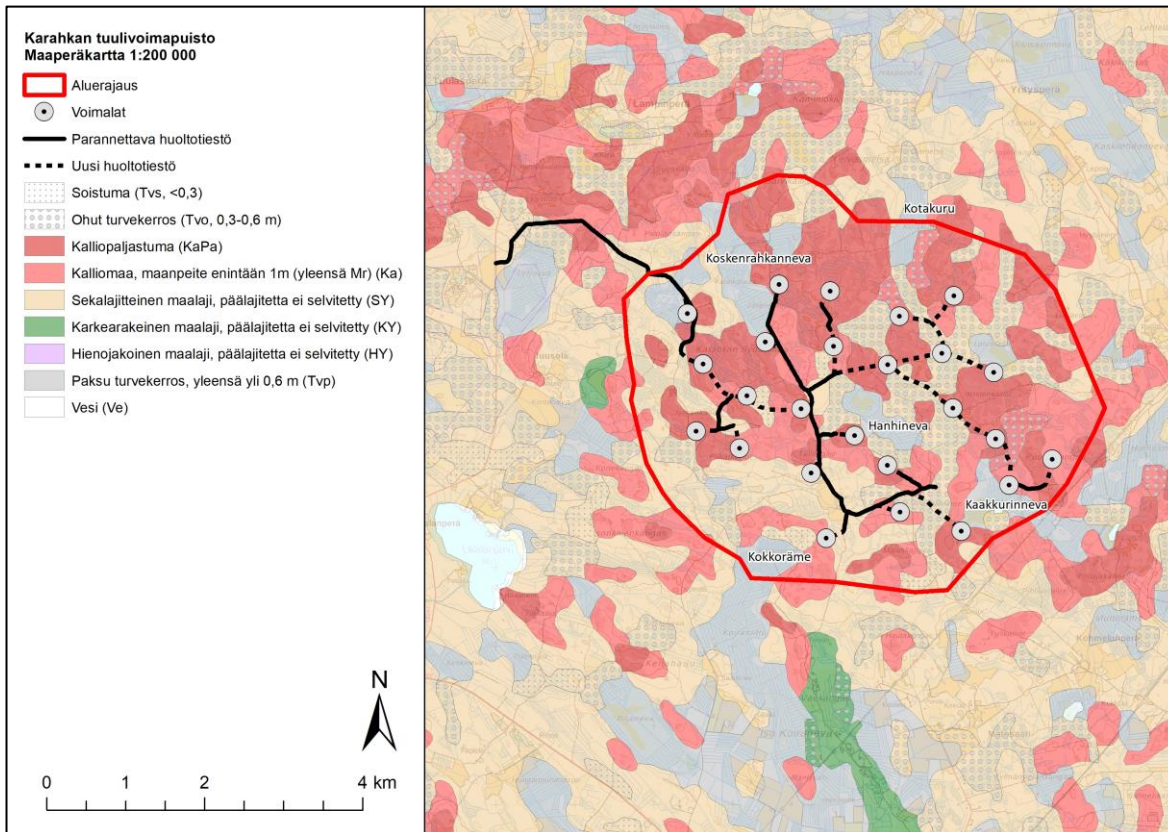 Karahkan tuulivoimapuisto
Maaperäkartta 1:200 000
Aluerajaus
Voimalat
Parannettava huoltotiestö
Uusi huoltotiestö
Soistuma (Tvs, <0,3)
Ohut turvekerros (Tvo, 0,3-0,6 m)
Kalliopaljastuma (KaPa)
Kalliomaa, maanpeite enintään 1m (yleensä Mr) (Ka)
Sekalajitteinen maalaji, päälajitetta ei selvitetty (SY)
Karkearakeinen maalaji, päälajitetta ei selvitetty (KY)
Hienojakoinen maalaji, päälajitetta ei selvitetty (HY)
Paksu turvekerros, yleensä yli 0,6 m (Tvp)
Vesi (Ve)
N
0 1 2 4 km
Kotakuru
Koskenrahkanneva
Hanhineva
Kaakkurinneva
Kokkoräme